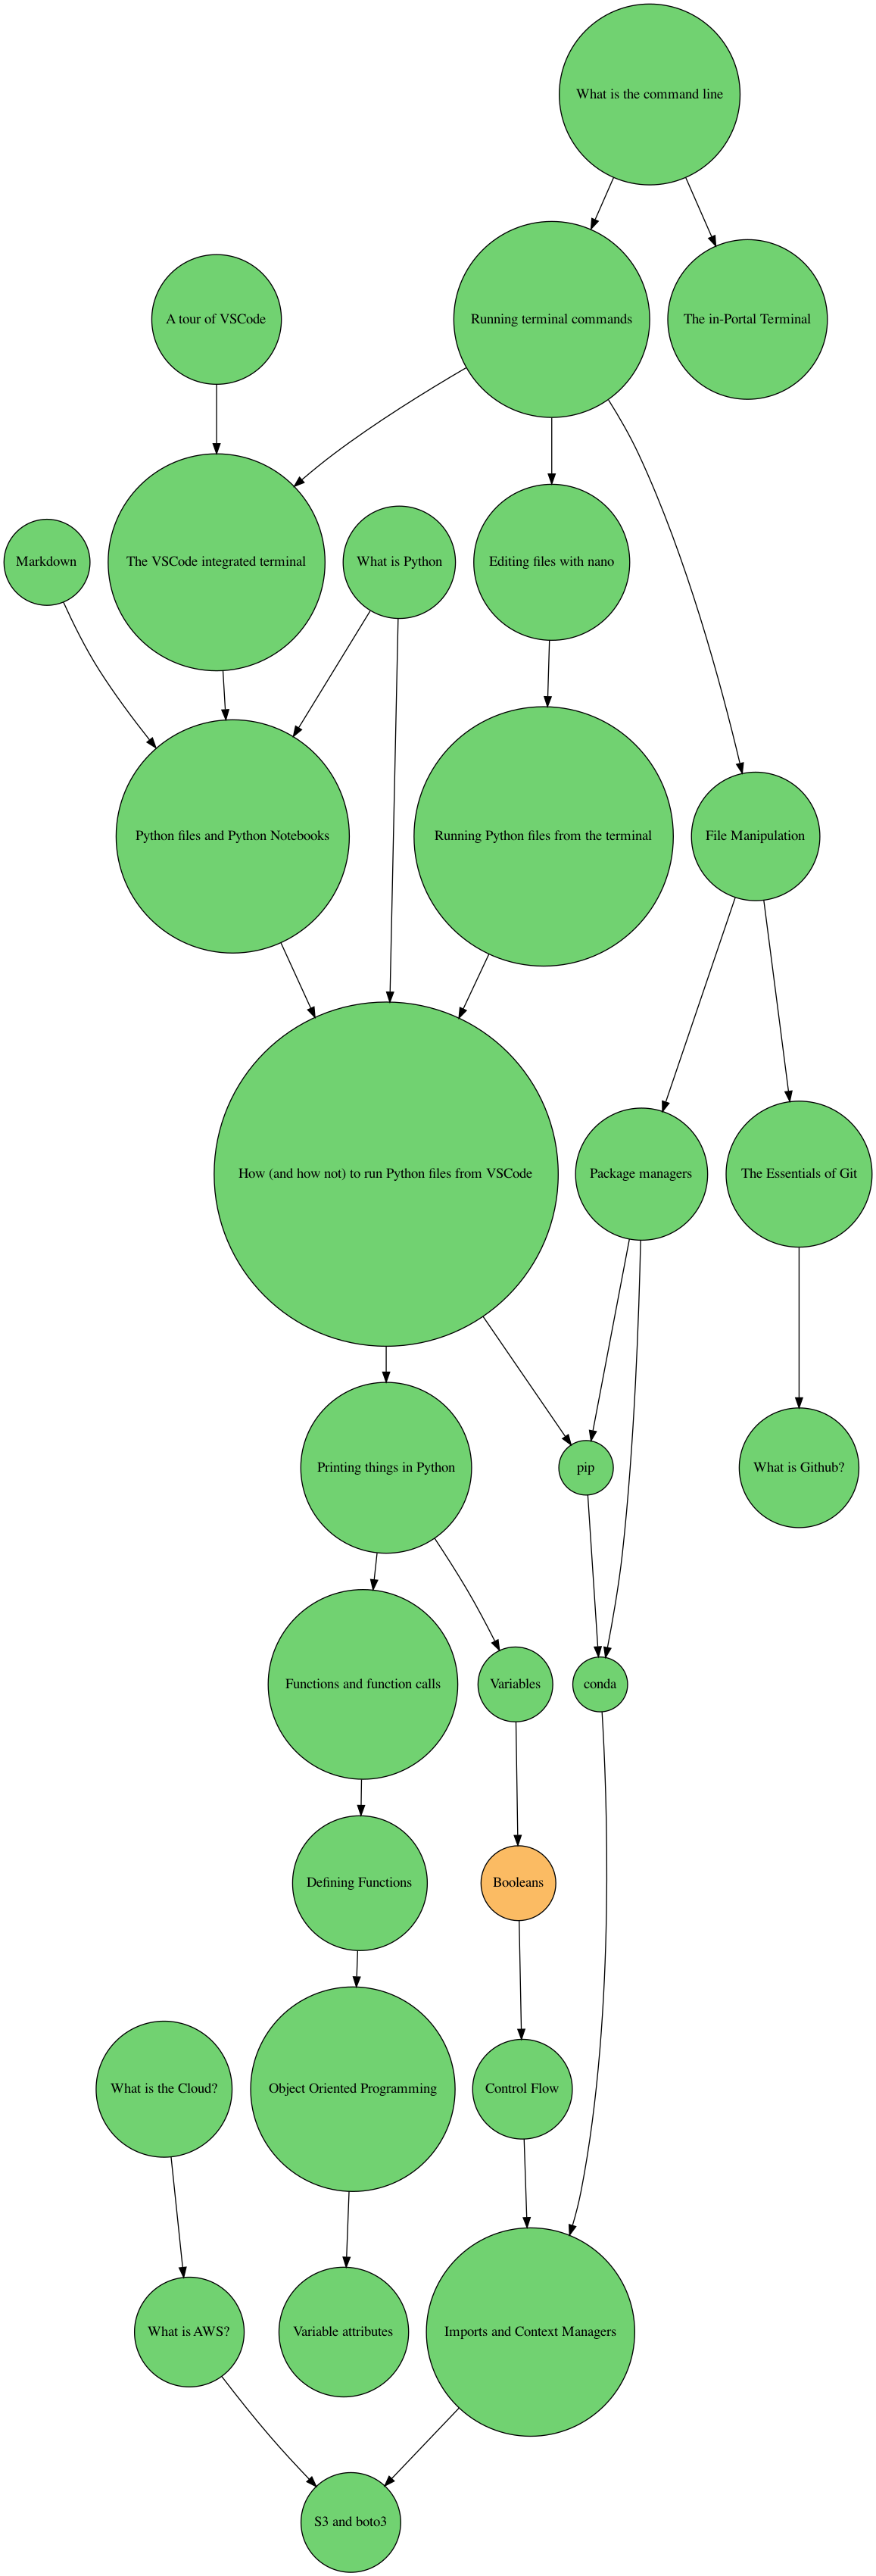 What is the command line
A tour of VSCode
Running terminal commands
The in-Portal Terminal
Markdown
The VSCode integrated terminal
What is Python
Editing files with nano
Python files and Python Notebooks
Running Python files from the terminal
File Manipulation
How (and how not) to run Python files from VSCode
Package managers
The Essentials of Git
Printing things in Python
pip
What is Github?
Functions and function calls
Variables
conda
Defining Functions
Booleans
What is the Cloud?
Object Oriented Programming
Control Flow
What is AWS?
Variable attributes
Imports and Context Managers
S3 and boto3